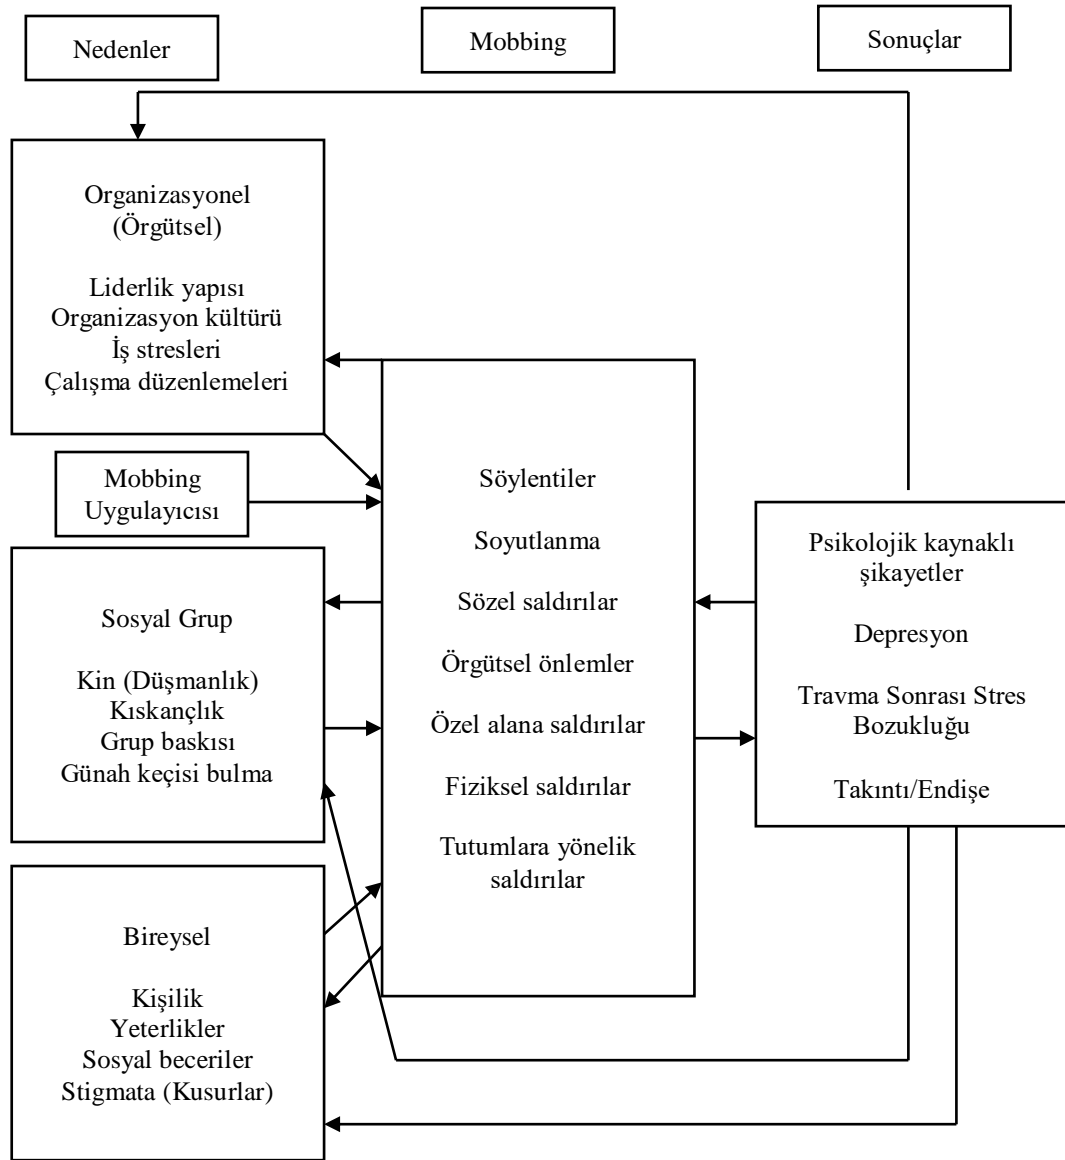 Nedenler
Mobbing
Sonuçlar
Organizasyonel
(Örgütsel)
Liderlik yapısı
Organizasyon kültürü
İş stresleri
Çalışma düzenlemeleri
Mobbing
Uygulayıcısı
Sosyal Grup
Kin (Düşmanlık)
Kıskançlık
Grup baskısı
Günah keçisi bulma
Bireysel
Kişilik
Yeterlikler
Sosyal beceriler
Stigmata (Kusurlar)
Söylentiler
Soyutlanma
Sözel saldırılar
Örgütsel önlemler
Özel alana saldırılar
Fiziksel saldırılar
Tutumlara yönelik
saldırılar
Psikolojik kaynaklı
şikayetler
Depresyon
Travma Sonrası Stres
Bozukluğu
Takıntı/Endişe